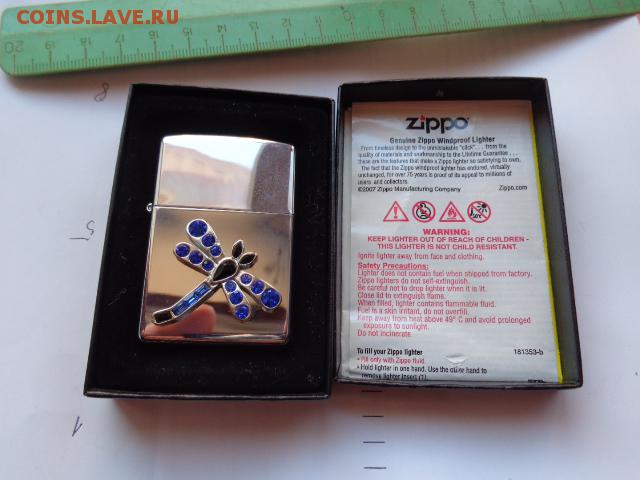 COINS.LAVE.RU
20 19 18 17 16 15 14 13 12 11 10 9
8
5
1
zippo
Genuine Zippo Windproof Lighter
From timeless design to the unmistakable "click"..... from the
quality of materials and workmanship to the Lifetime Guarantee ....
these are the features that make a Zippo lighter so satisfying to own.
The fact that the Zippo windproof lighter has endured, virtually
unchanged, for over 75 years is proof of its appeal to millions of
users and collectors.
©2007 Zippo Manufacturing Company Zippo.com
WARNING:
KEEP LIGHTER OUT OF REACH OF CHILDREN -
THIS LIGHTER IS NOT CHILD RESISTANT.
Ignite lighter away from face and clothing.
Safety Precautions:
Lighter does not contain fuel when shipped from factory.
Zippo lighters do not self-extinguish.
Be careful not to drop lighter when it is lit.
Close lid to extinguish flame.
When filled, lighter contains flammable fluid.
Fuel is a skin irritant, do not overfill.
Keep away from heat above 49° C and avoid prolonged
exposure to sunlight.
Do not incinerate.
To fill your Zippo lighter 181353-b
• Fill only with Zippo fluid.
• Hold lighter in one hand. Use the other hand to
remove lighter insert (1).